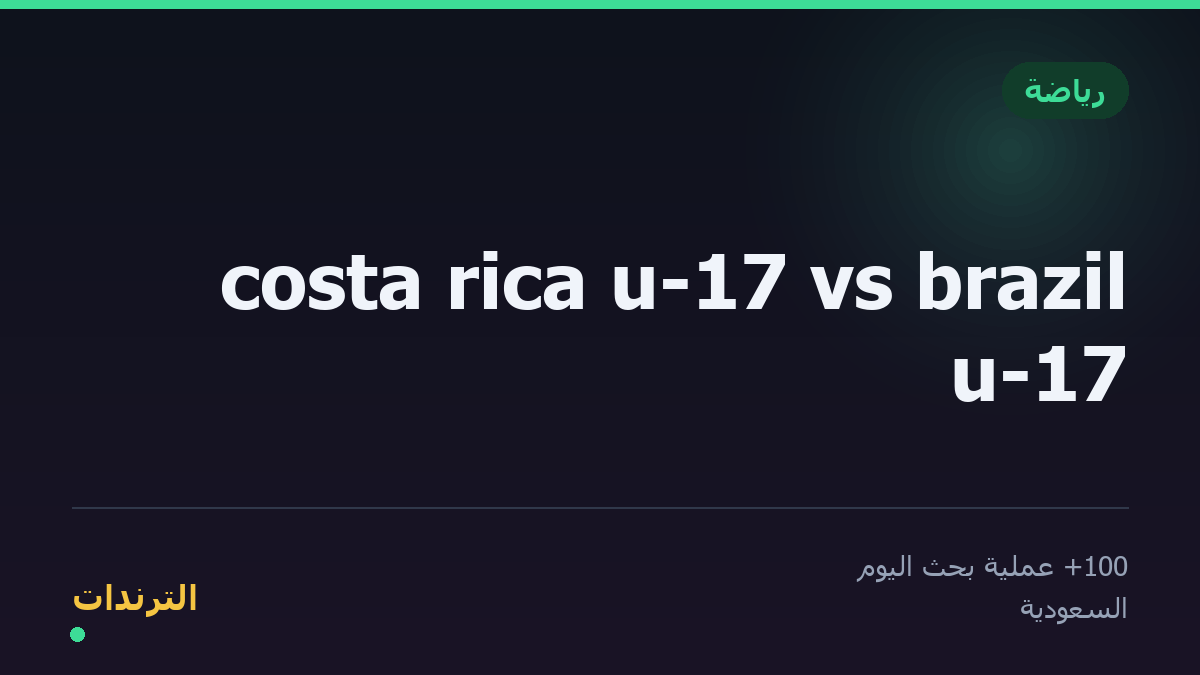 رياضة
costa rica u-17 vs brazil
u-17
100+ عملية بحث اليوم
السعودية
الترندات